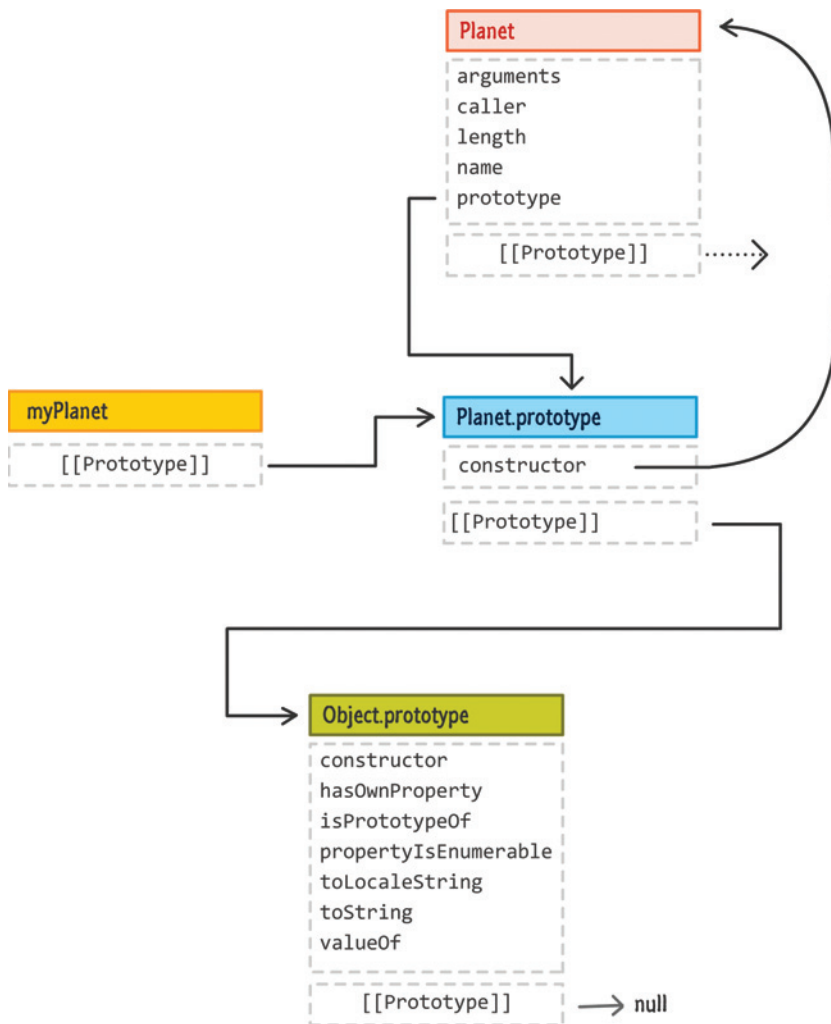 Planet
arguments
caller
length
name
prototype
[[Prototype]]
myPlanet
[[Prototype]]
Planet.prototype
constructor
[[Prototype]]
Object.prototype
constructor
hasOwnProperty
isPrototypeOf
propertyIsEnumerable
toLocaleString
toString
valueOf
[[Prototype]]
null